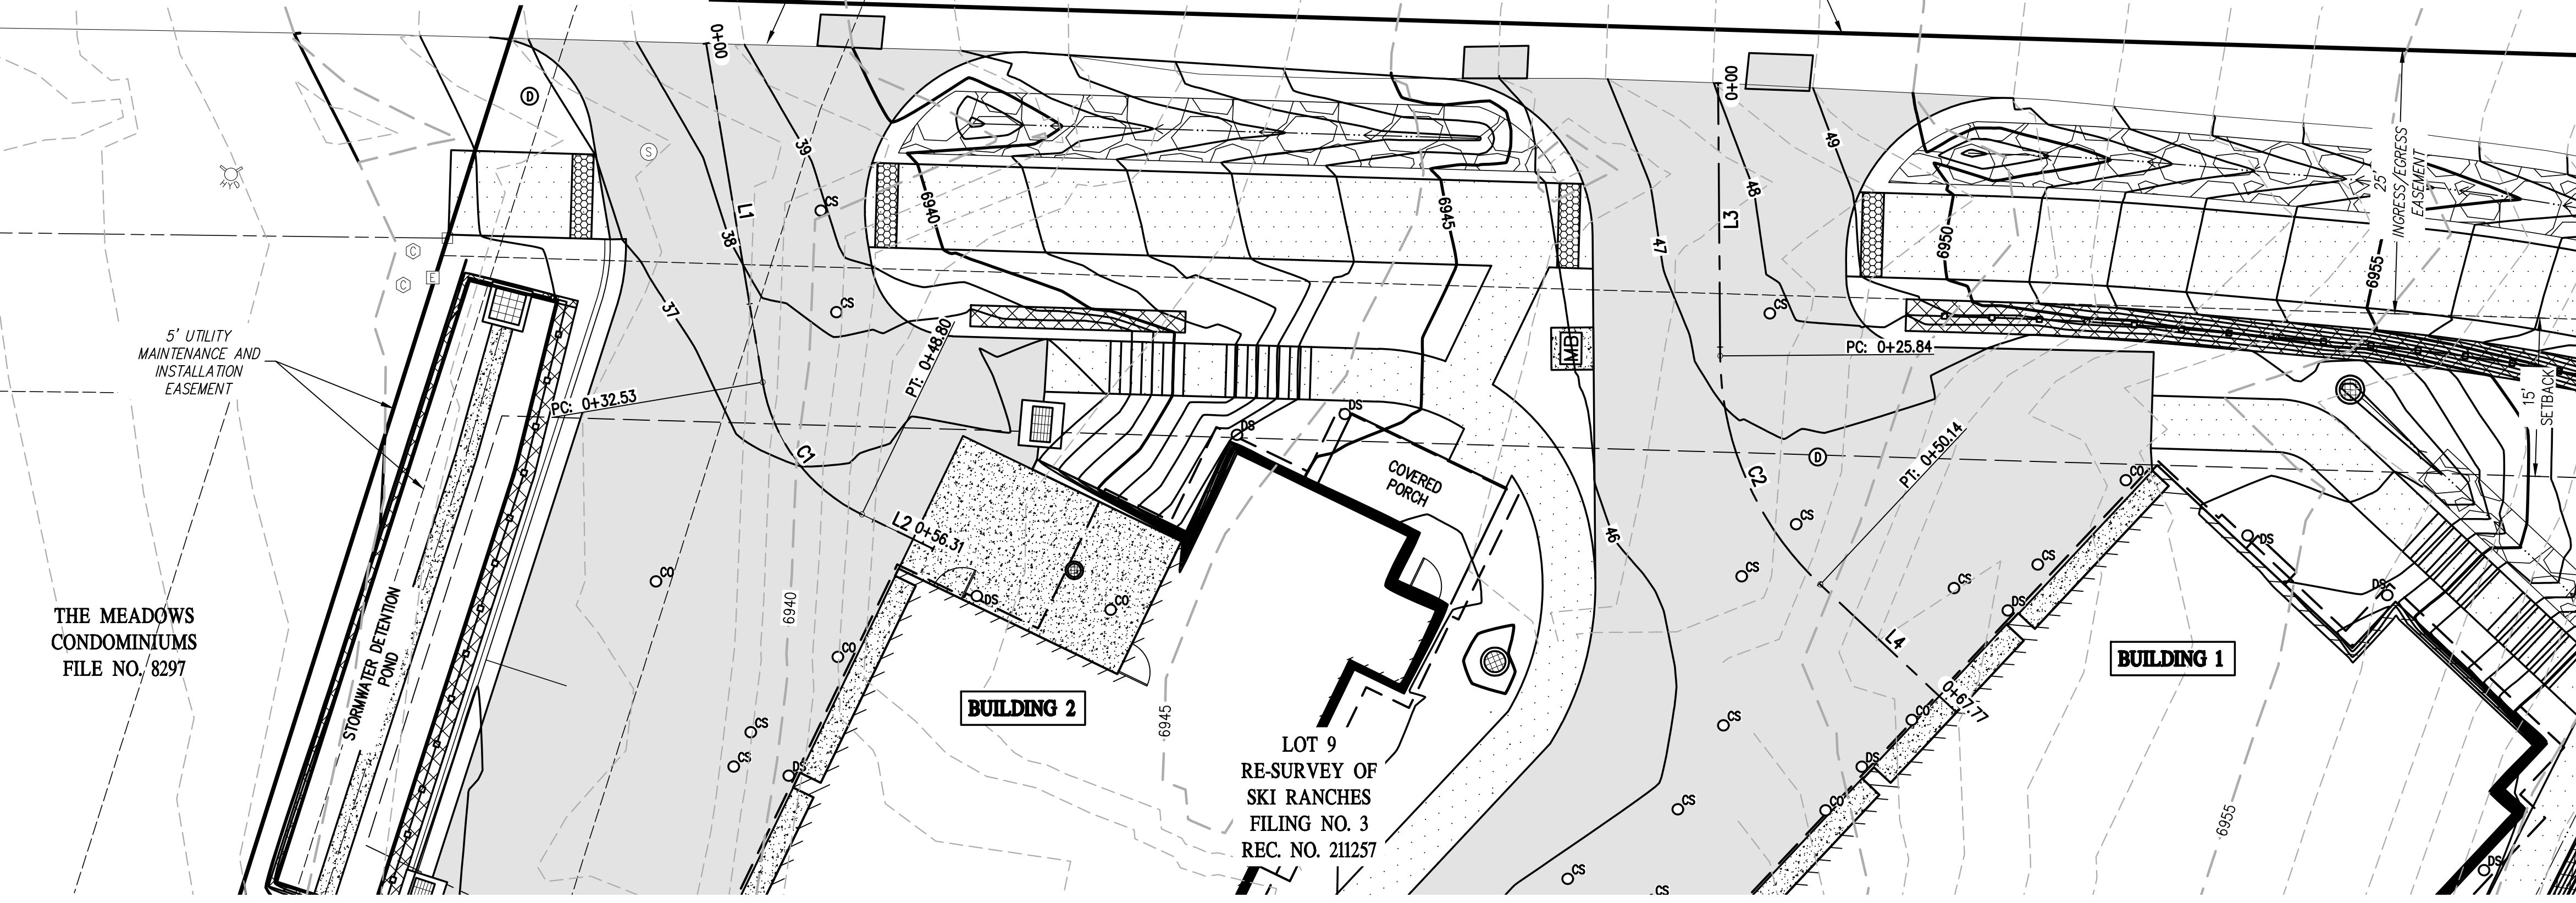 0+00
0+00
D
39
49
S
CS
L1
38
48
L3
47
6940
6945
6950
25'
INGRESS/EGRESS
EASEMENT
6955
HYD
C
C
E
37
CS
CS
5' UTILITY
MAINTENANCE AND
INSTALLATION
EASEMENT
PC: 0+32.53
PT: 0+48.80
MB
PC: 0+25.84
15'
SETBACK
DS
DS
C1
COVERED
PORCH
D
C2
PT: 0+50.14
CO
L2 0+56.31
46
CS
CS
CS
CS
DS
CO
DS
CO
6940
DS
DS
THE MEADOWS
CONDOMINIUMS
FILE NO. 8297
STORMWATER DETENTION
POND
CO
L4
BUILDING 1
BUILDING 2
0+67.77
CO
6945
CS
CS
CS
DS
DS
LOT 9
RE-SURVEY OF
SKI RANCHES
FILING NO. 3
REC. NO. 211257
CS
CO
6955
CS
CS
DS